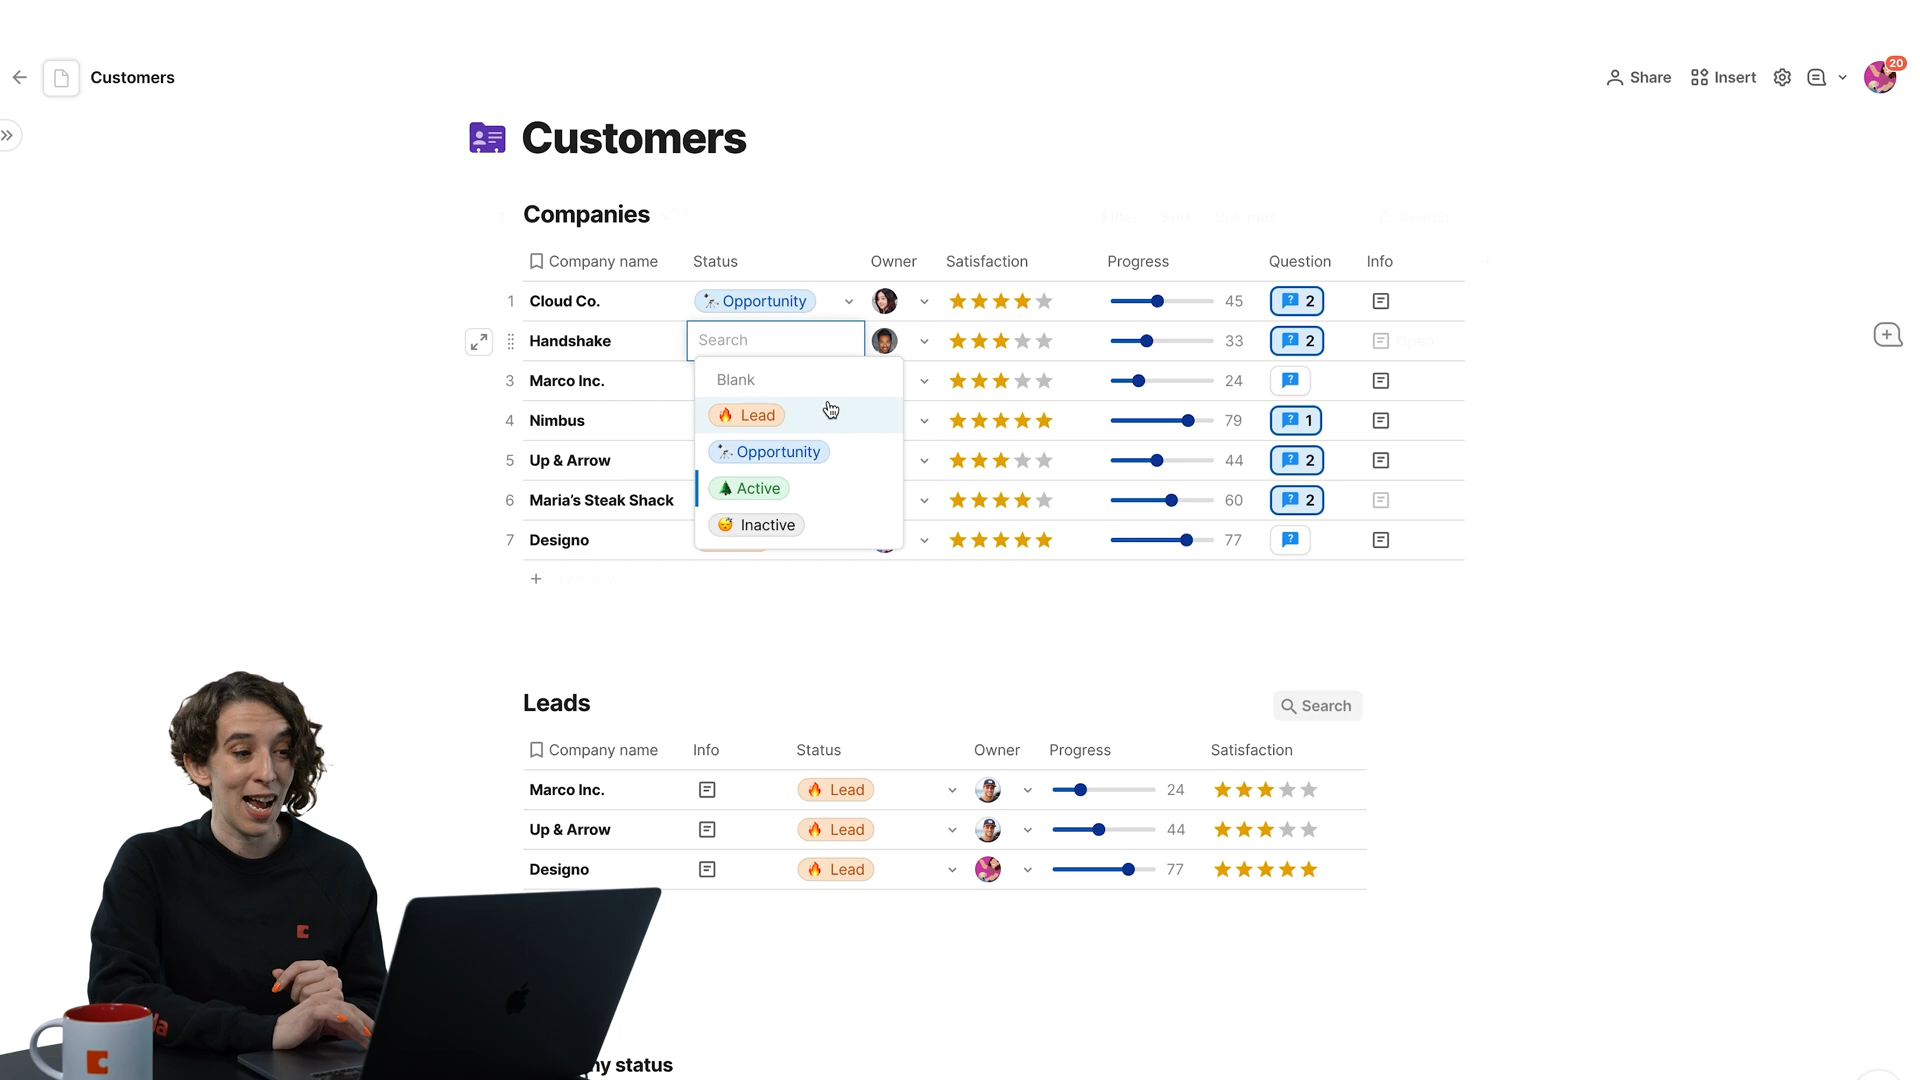 Customers
Share
Insert
20
Customers
Companies
Company name Status Owner Satisfaction Progress Question Info
1 Cloud Co. Opportunity 45 2
Handshake Search 33 2
Blank
3 Marco Inc. 24
Lead
4 Nimbus 79 1
Opportunity
5 Up & Arrow 44 2
Active
6 Maria's Steak Shack 60 2
Inactive
7 Designo 77
Leads
Search
Company name Info Status Owner Progress Satisfaction
Marco Inc. Lead 24
Up & Arrow Lead 44
Designo Lead 77
ny status